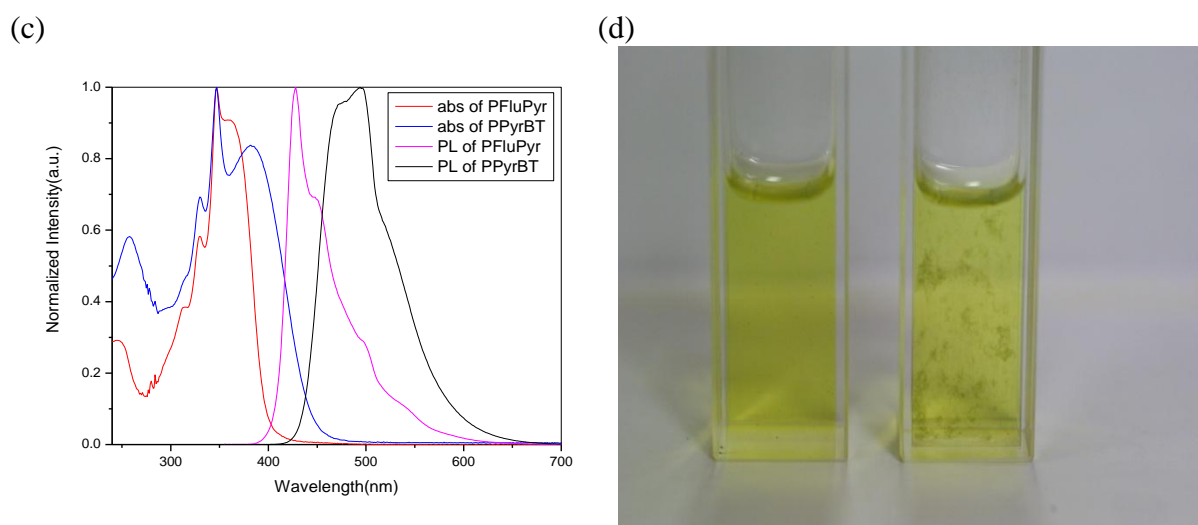 (c)
(d)
1.0
0.8
0.6
0.4
0.2
0.0
Normalized Intensity(a.u.)
abs of PFluPyr
abs of PPyrBT
PL of PFluPyr
PL of PPyrBT
300 400 500 600 700
Wavelength(nm)